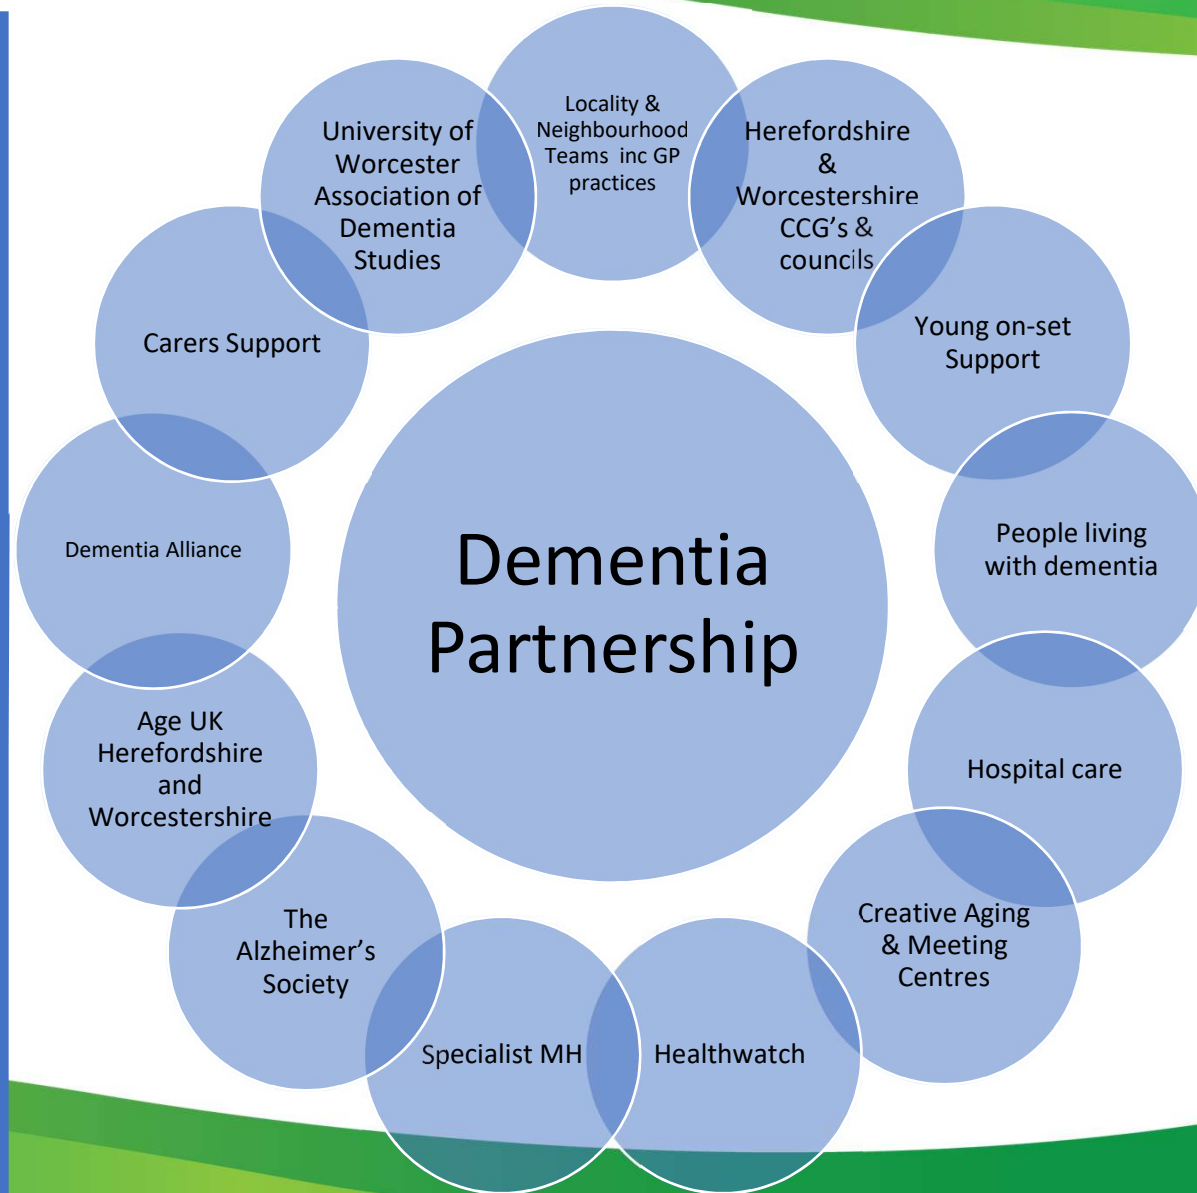 Locality &
Neighbourhood
Teams inc GP
practices
Herefordshire
&
Worcestershire
CCG's &
councils
Young on-set
Support
People living
with dementia
Hospital care
Creative Aging
& Meeting
Centres
Healthwatch
Specialist MH
The
Alzheimer's
Society
Age UK
Herefordshire
and
Worcestershire
Dementia Alliance
Carers Support
University of
Worcester
Association of
Dementia
Studies
Dementia
Partnership